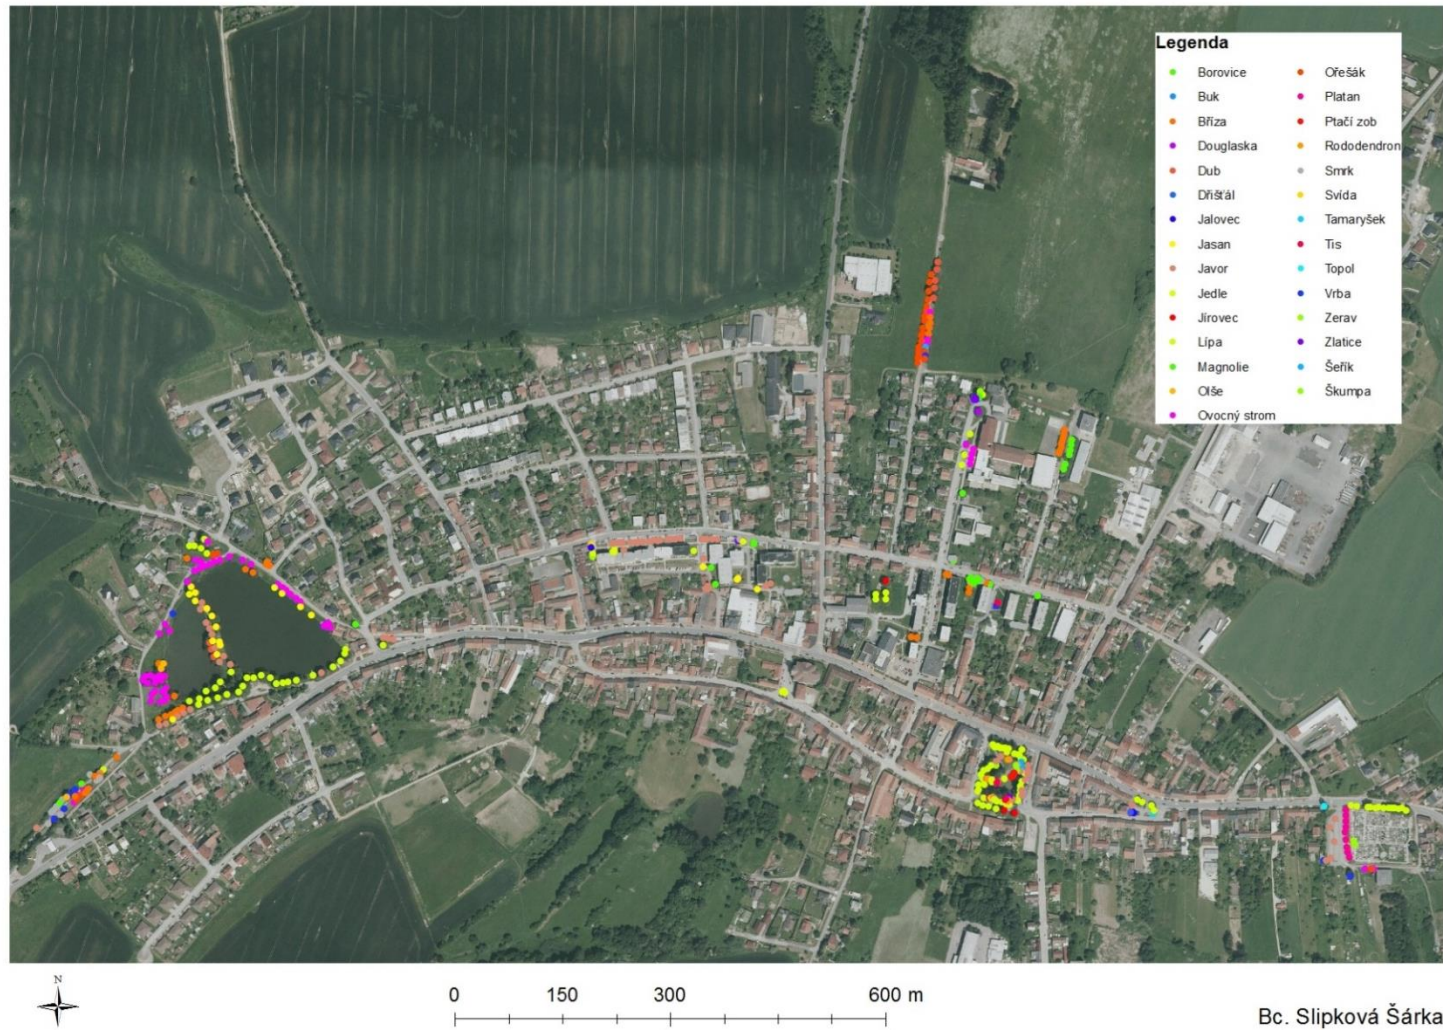 Legenda
Borovice
Buk
Bříza
Douglaska
Dub
Dřišťál
Jalovec
Jasan
Javor
Jedle
Jírovec
Lípa
Magnolie
Olše
Ovocný strom
Ořešák
Platan
Ptačí zob
Rododendron
Smrk
Svída
Tamaryšek
Tis
Topol
Vrba
Zerav
Zlatice
Šeřík
Škumpa
N
0 150 300 600 m
Bc. Slipková Šárka